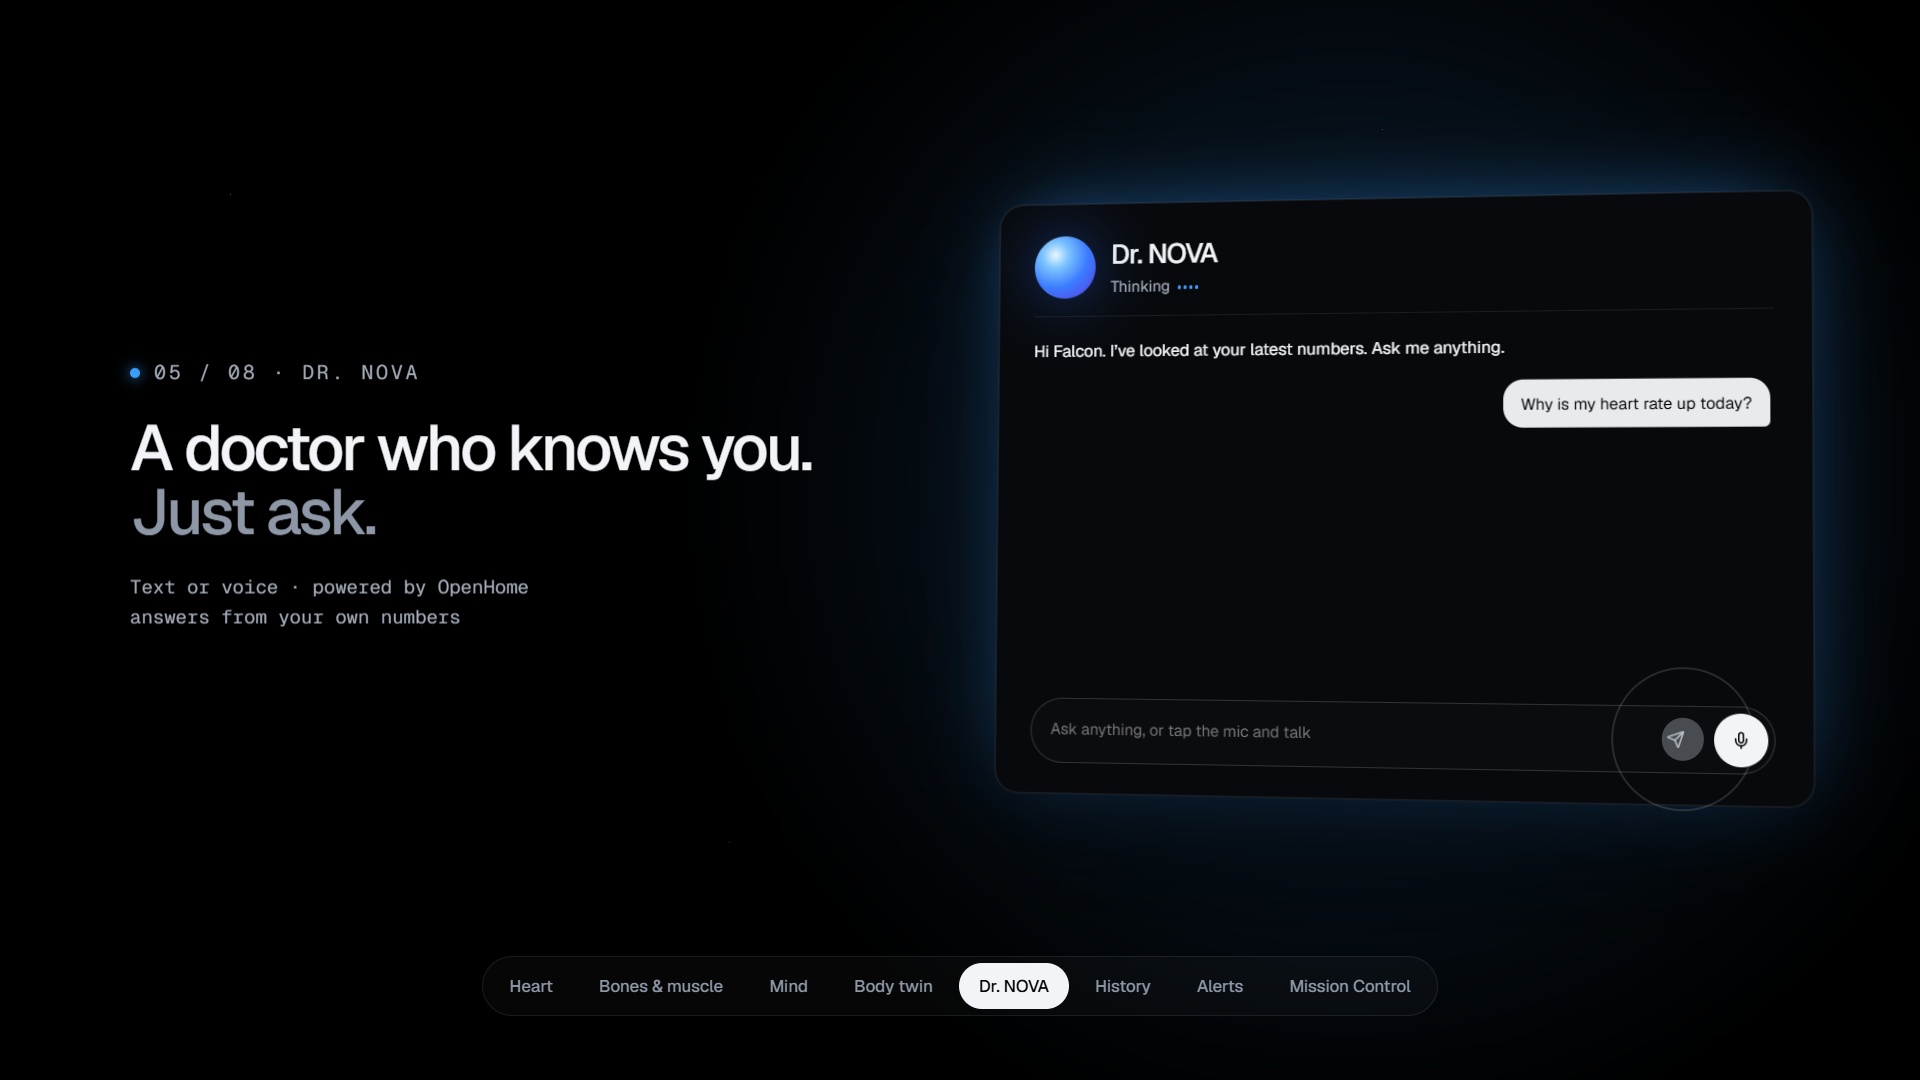 05 / 08 · DR. NOVA
A doctor who knows you.
Just ask.
Text or voice · powered by OpenHome
answers from your own numbers
Dr. NOVA
Thinking
Hi Falcon. I’ve looked at your latest numbers. Ask me anything.
Why is my heart rate up today?
Ask anything, or tap the mic and talk
Heart
Bones & muscle
Mind
Body twin
Dr. NOVA
History
Alerts
Mission Control